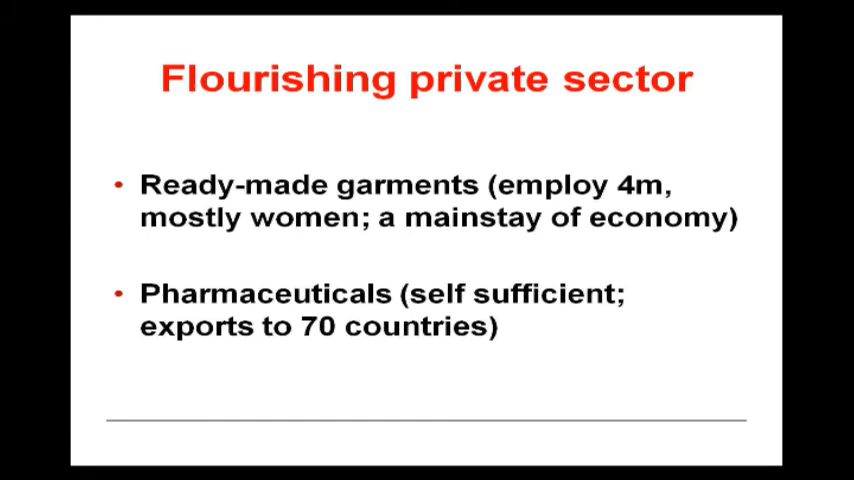 Flourishing private sector
• Ready-made garments (employ 4m,
mostly women; a mainstay of economy)
• Pharmaceuticals (self sufficient;
exports to 70 countries)